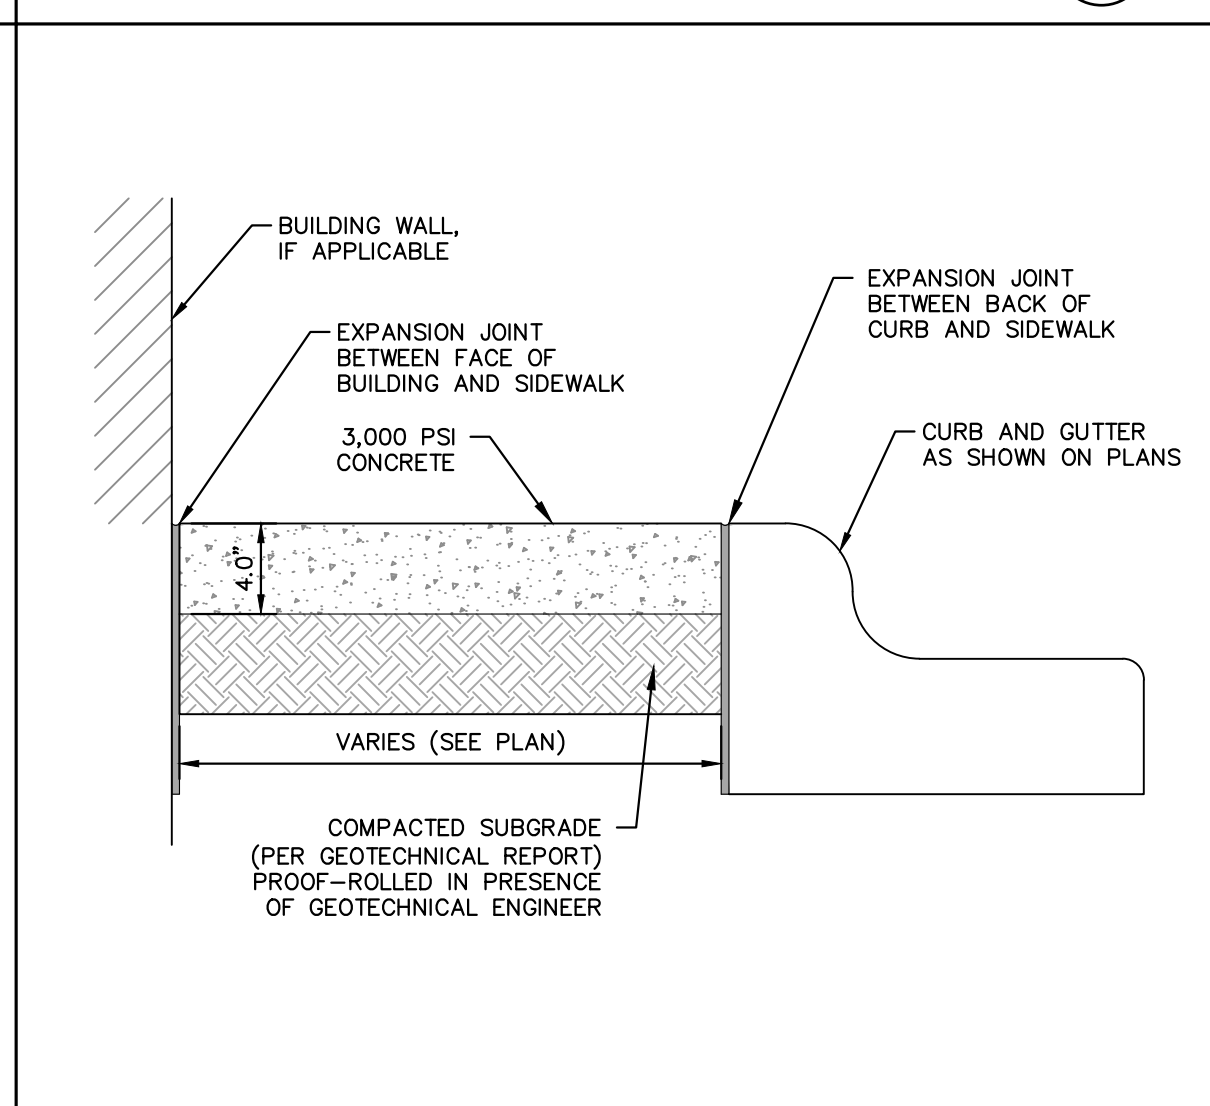 BUILDING WALL,
IF APPLICABLE
EXPANSION JOINT
BETWEEN BACK OF
CURB AND SIDEWALK
EXPANSION JOINT
BETWEEN FACE OF
BUILDING AND SIDEWALK
3,000 PSI
CONCRETE
CURB AND GUTTER
AS SHOWN ON PLANS
4.0"
VARIES (SEE PLAN)
COMPACTED SUBGRADE
(PER GEOTECHNICAL REPORT)
PROOF-ROLLED IN PRESENCE
OF GEOTECHNICAL ENGINEER